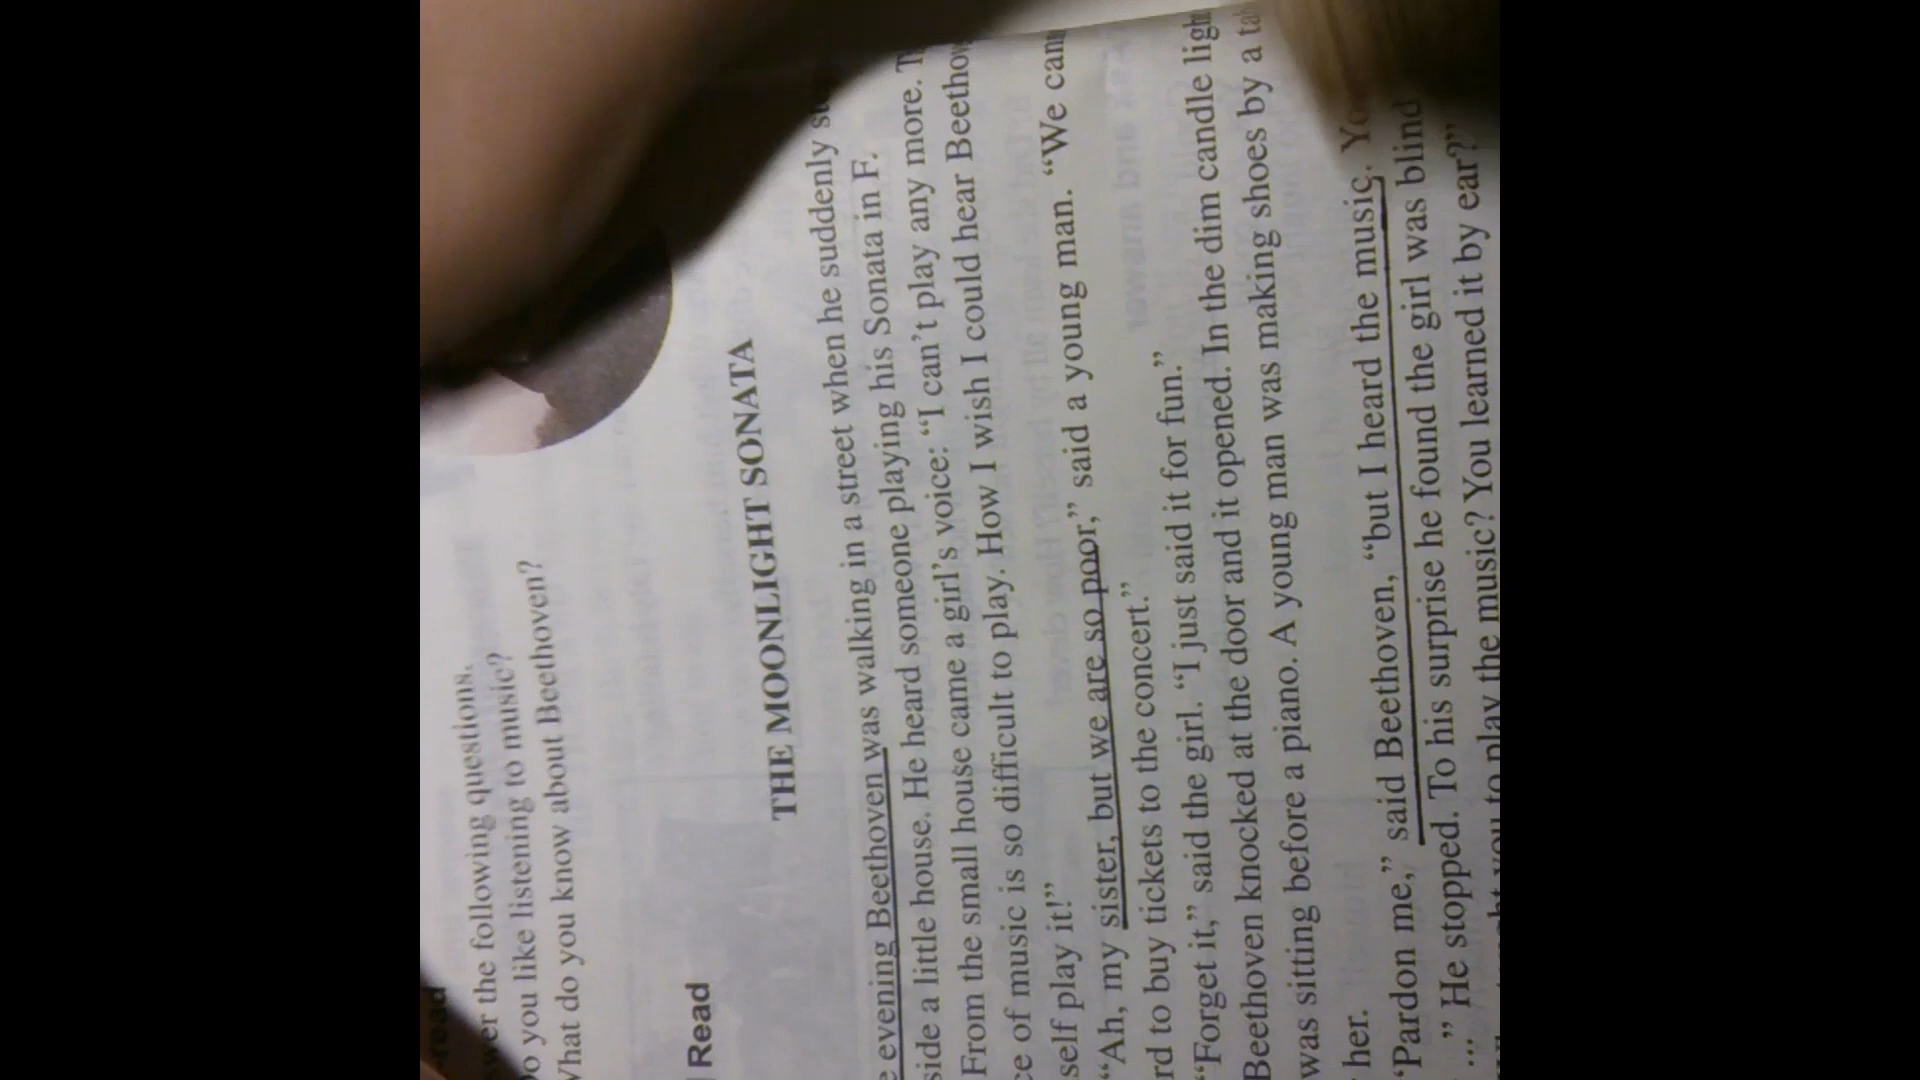 the following questions.
you like listening to music?
What do you know about Beethoven?
Read
THE MOONLIGHT SONATA
evening Beethoven was walking in a street when he suddenly
side a little house. He heard someone playing his Sonata in F.
From the small house came a girl's voice: “I can't play any more.
ce of music is so difficult to play. How I wish I could hear Beethov
self play it!”
“Ah, my sister, but we are so poor,” said a young man. “We can
rd to buy tickets to the concert.”
“Forget it,” said the girl. “I just said it for fun.”
Beethoven knocked at the door and it opened. In the dim candle light
was sitting before a piano. A young man was making shoes by a ta
her.
“Pardon me,” said Beethoven, “but I heard the music.
...” He stopped. To his surprise he found the girl was blind
you to play the music? You learned it by ear?”